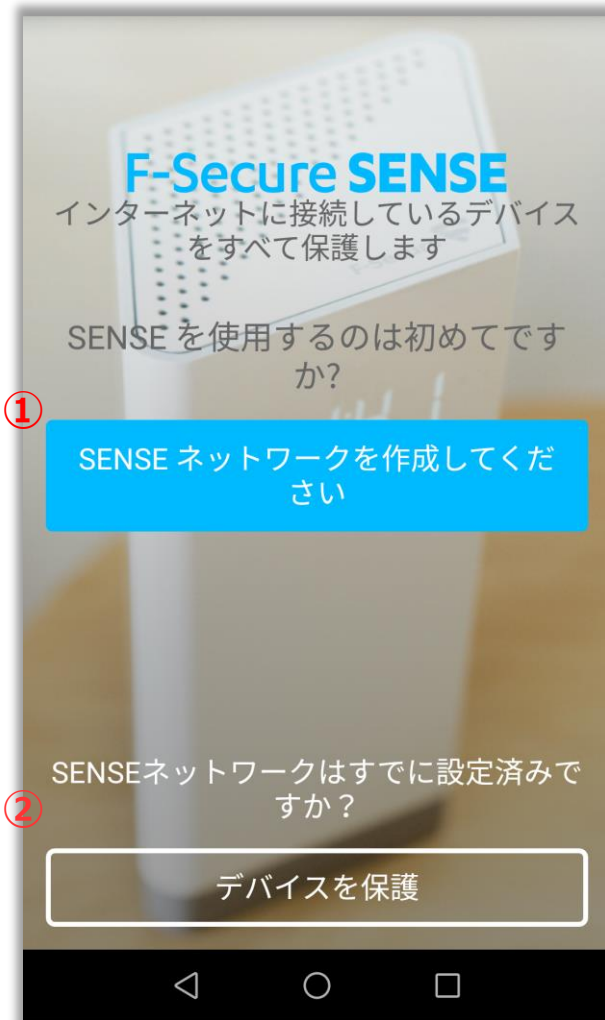 F-Secure SENSE
インターネットに接続しているデバイス
をすべて保護します
SENSE を使用するのは初めてです
か?
①
SENSE ネットワークを作成してくだ
さい
SENSEネットワークはすでに設定済みで
すか？
②
デバイスを保護